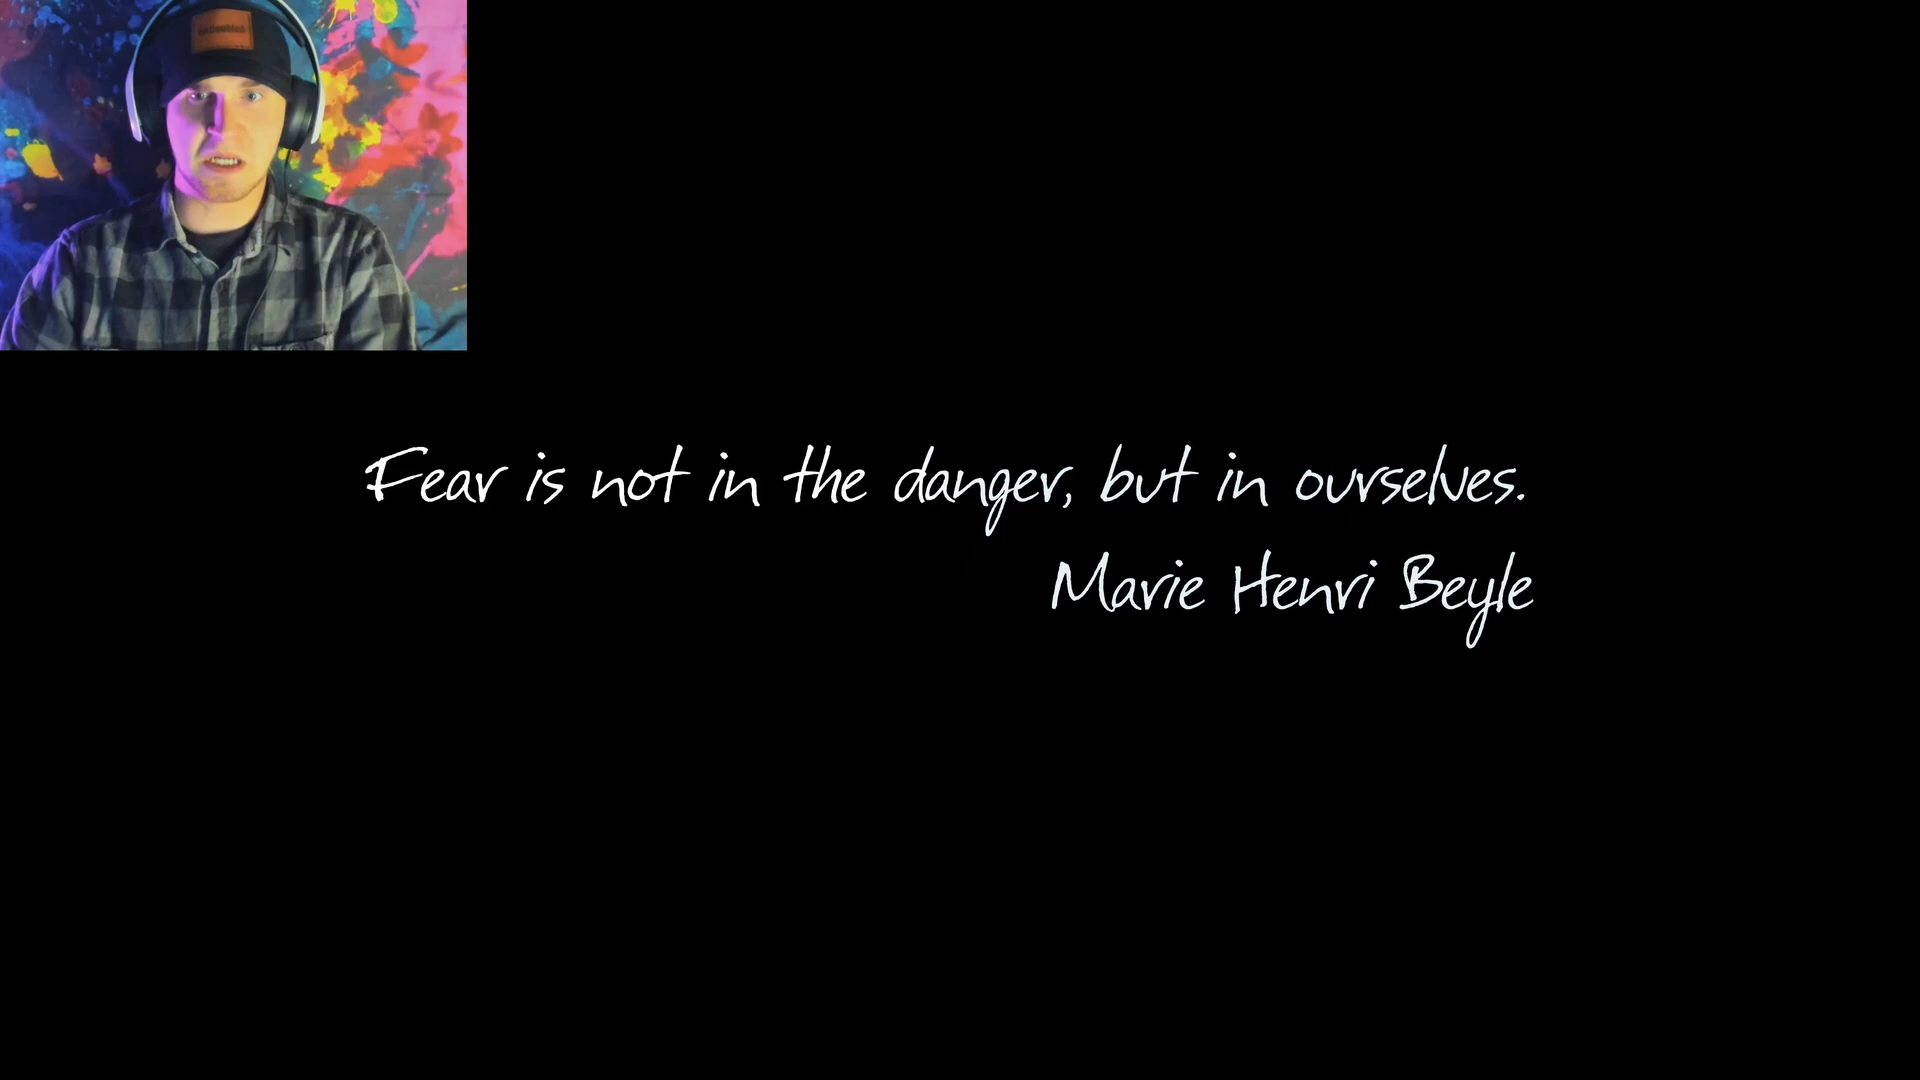 Fear is not in the danger, but in ourselves.
Marie Henri Beyle